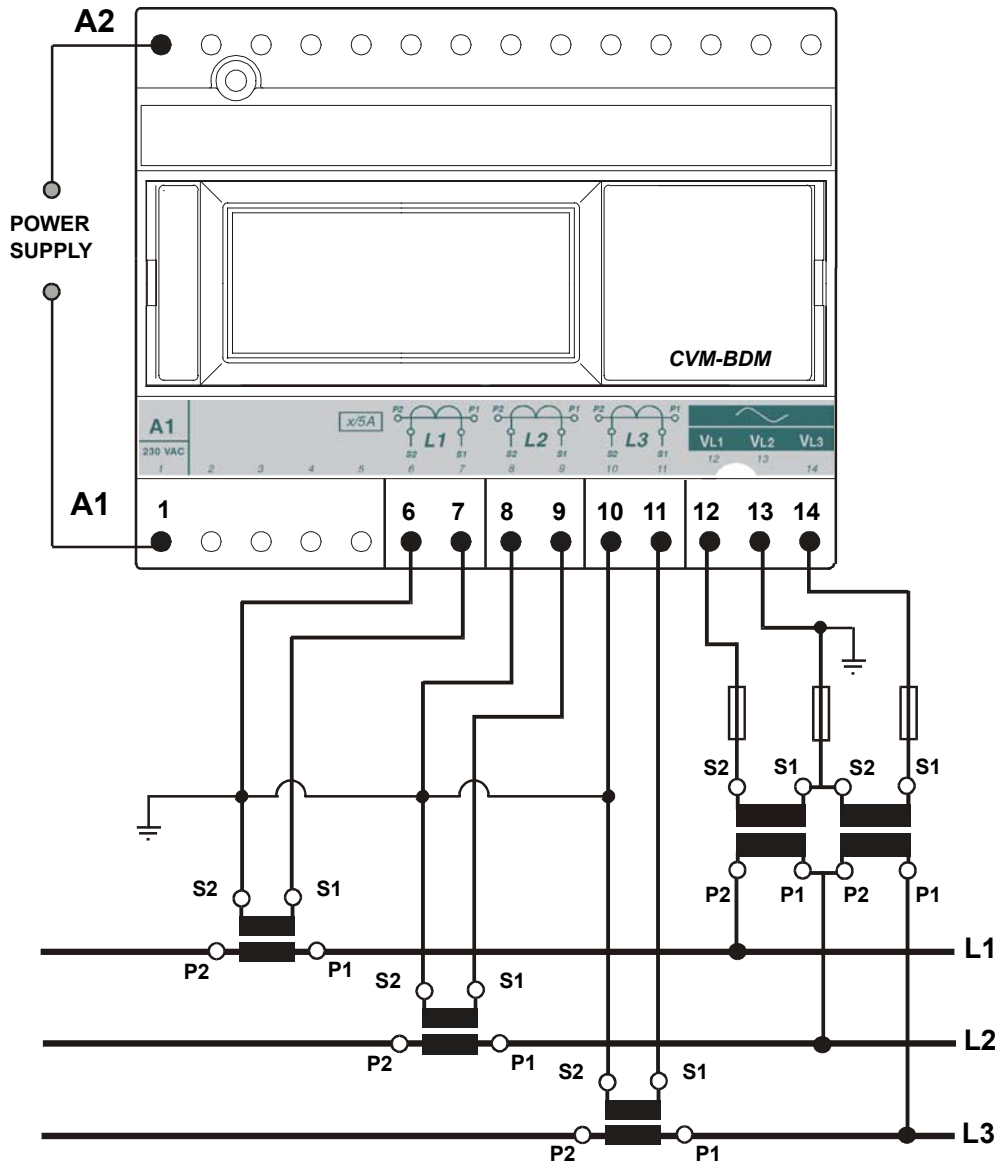 A2
POWER
SUPPLY
CVM-BDM
A1
230 VAC
x/5A
P2 P1 P2 P1 P2 P1
L1 L2 L3
S2 S1 S2 S1 S2 S1
VL1 VL2 VL3
1 2 3 4 5 6 7 8 9 10 11 12 13 14
A1 1 6 7 8 9 10 11 12 13 14
S2 S1 S2 S1
P2 P1 P2 P1
S2 S1
P2 P1 L1
S2 S1
P2 P1 L2
S2 S1
P2 P1 L3